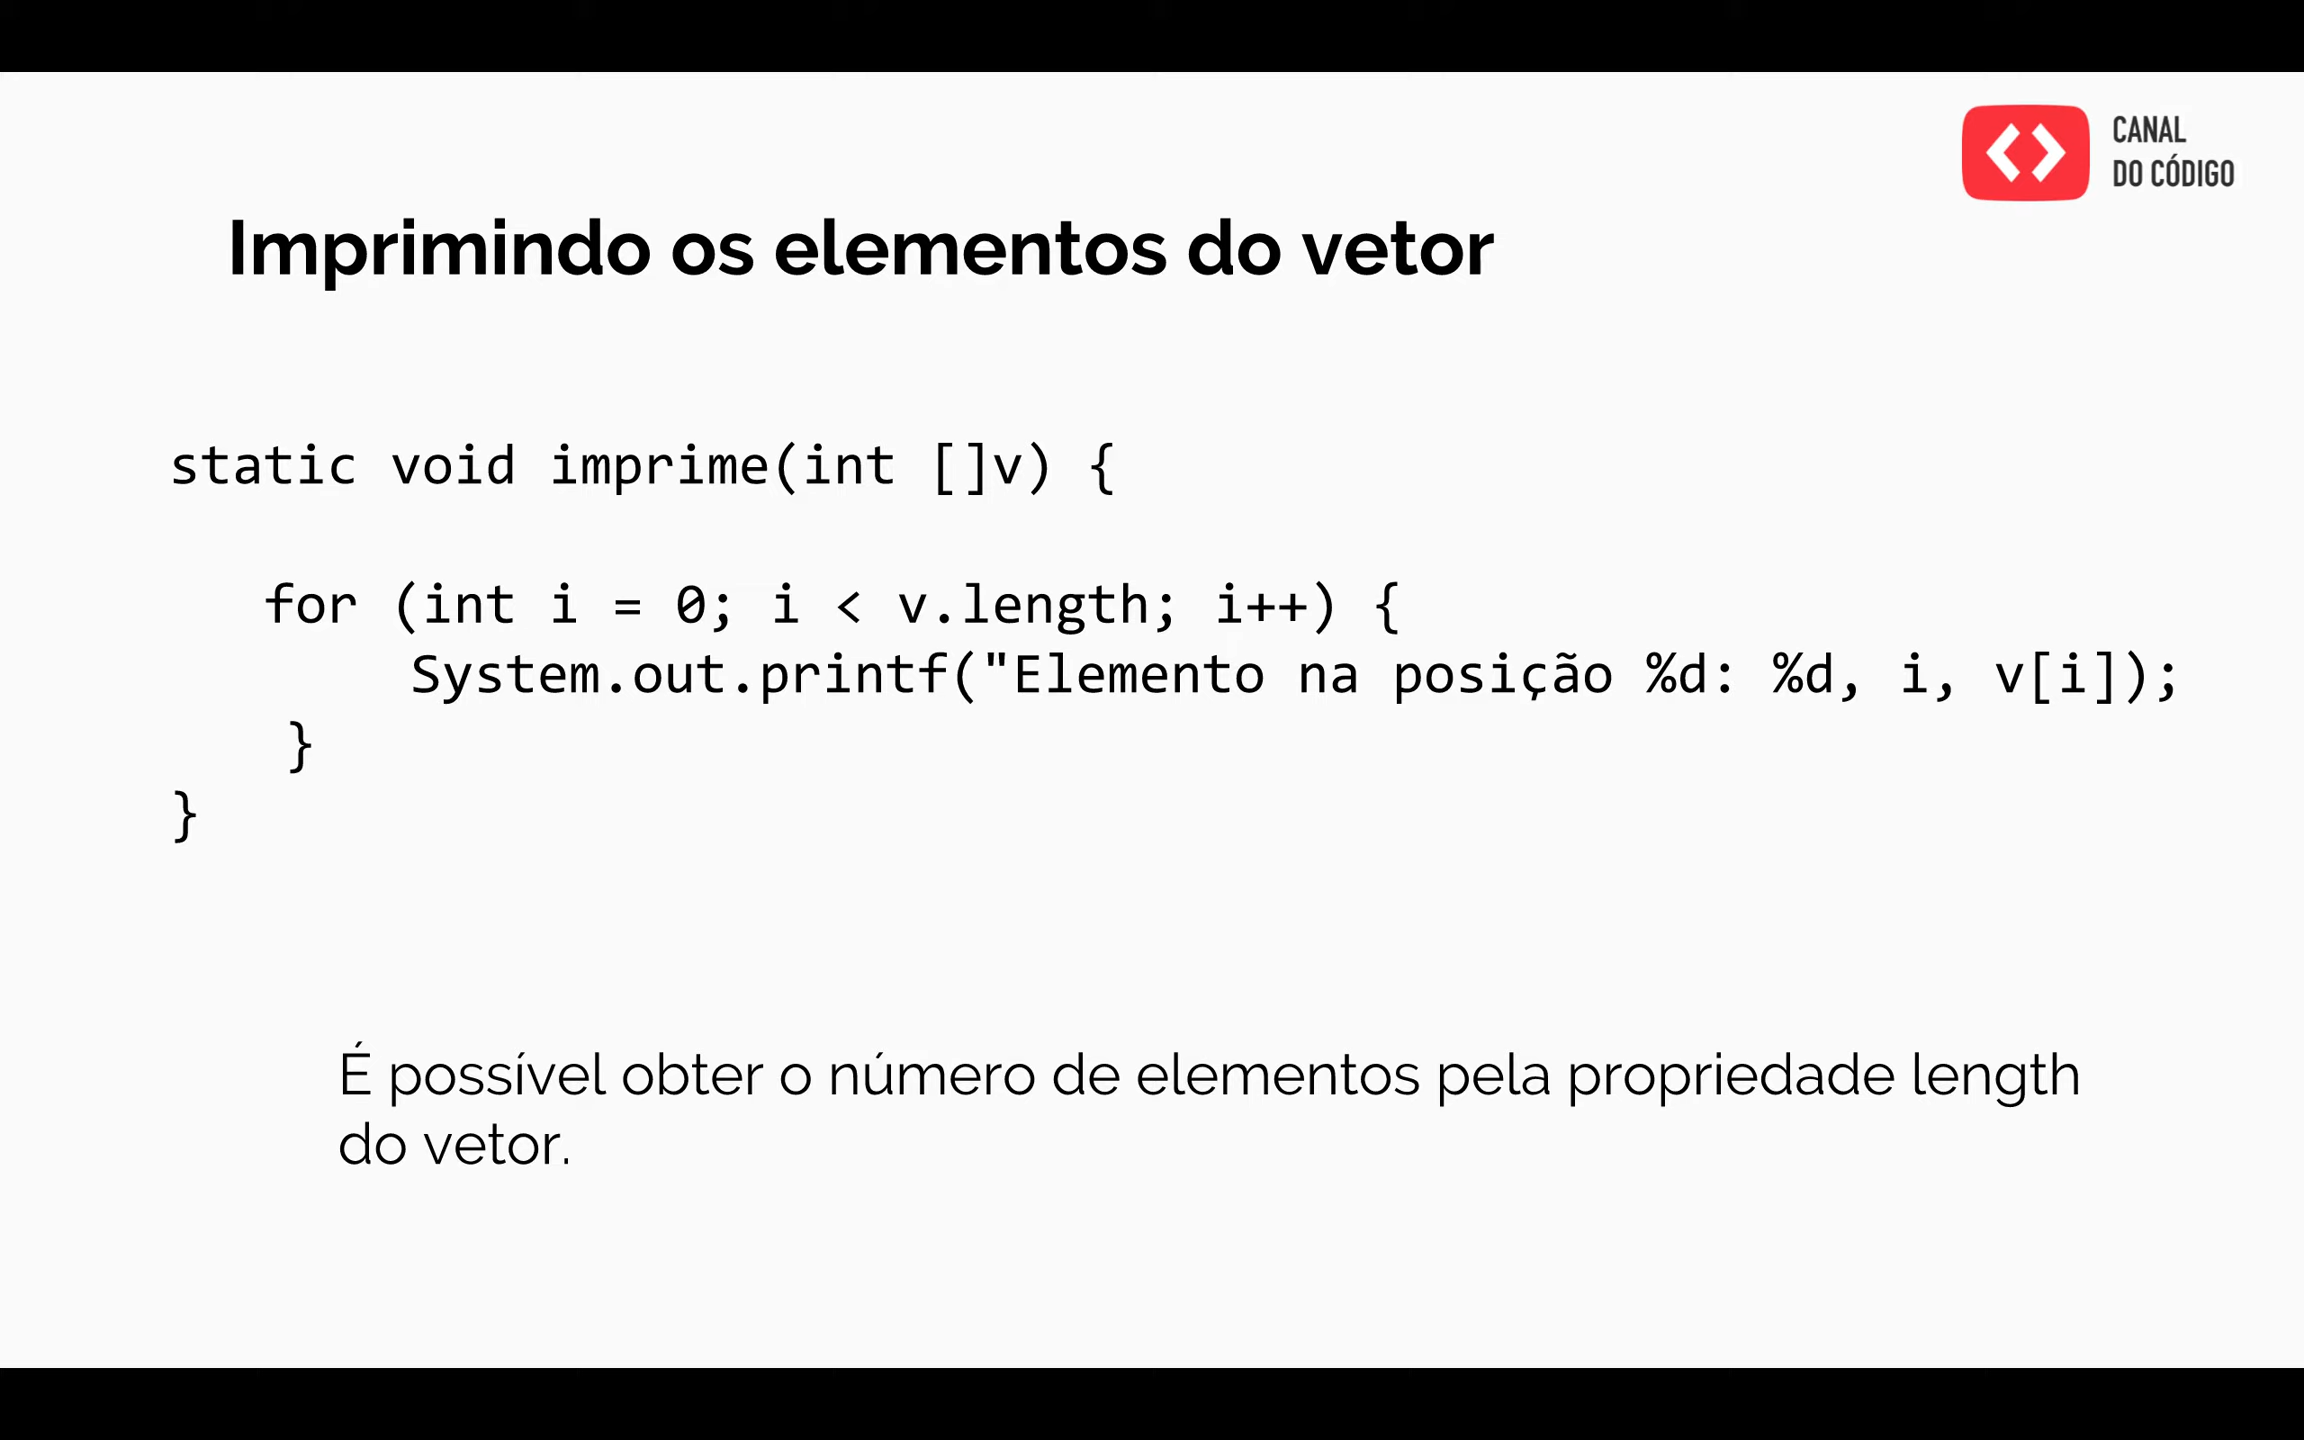 CANAL
DO CÓDIGO
Imprimindo os elementos do vetor
static void imprime(int []v) {
for (int i = 0; i < v.length; i++) {
System.out.printf("Elemento na posição %d: %d, i, v[i]);
}
}
É possível obter o número de elementos pela propriedade length
do vetor.